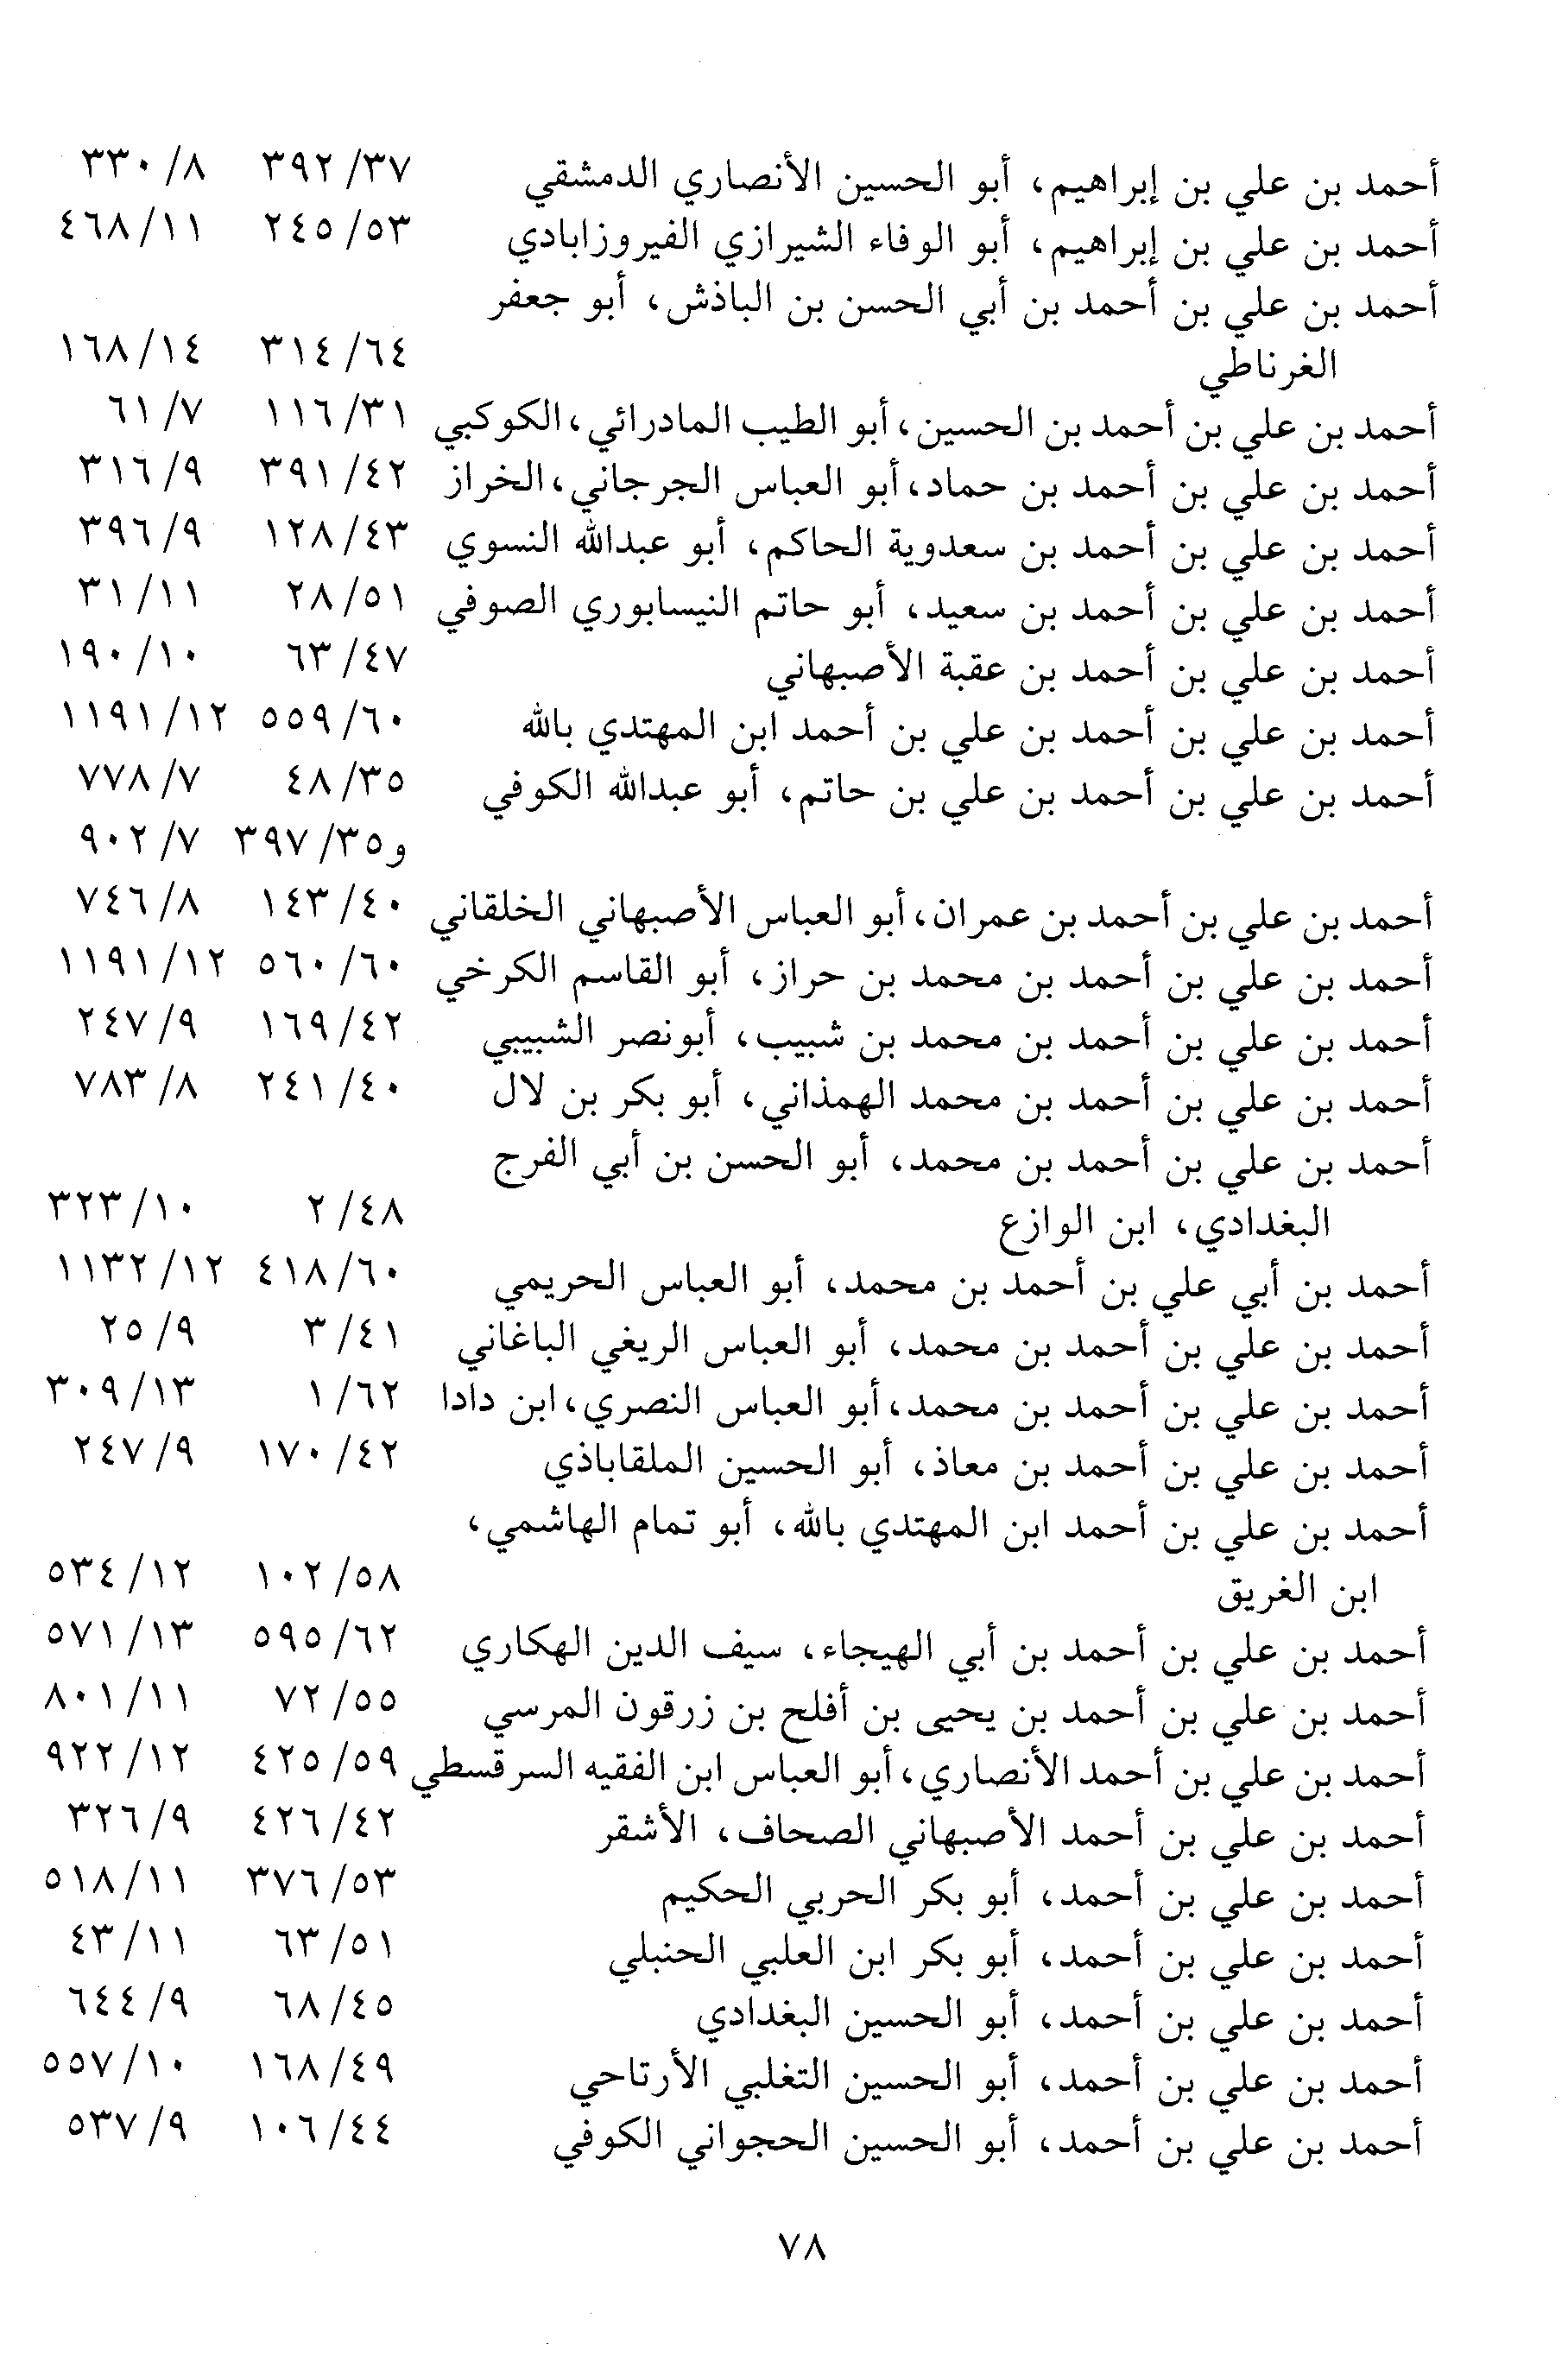 أحمد بن علي بن إبراهيم، أبو الحسين الأنصاري الدمشقي ٣٩٢/٣٧ ٣٣٠/٨
أحمد بن علي بن إبراهيم، أبو الوفاء الشيرازي الفيروزابادي ٢٤٥/٥٣ ٤٦٨/١١
أحمد بن علي بن أحمد بن أبي الحسن بن الباذش، أبو جعفر
الغرناطي ٣١٤/٦٤ ١٦٨/١٤
أحمد بن علي بن أحمد بن الحسين، أبو الطيب المادرائي، الكوكبي ١١٦/٣١ ٦١/٧
أحمد بن علي بن أحمد بن حماد، أبو العباس الجرجاني، الخراز ٣٩١/٤٢ ٣١٦/٩
أحمد بن علي بن أحمد بن سعدوية الحاكم، أبو عبدالله النسوي ١٢٨/٤٣ ٣٩٦/٩
أحمد بن علي بن أحمد بن سعيد، أبو حاتم النيسابوري الصوفي ٢٨/٥١ ٣١/١١
أحمد بن علي بن أحمد بن عقبة الأصبهاني ٦٣/٤٧ ١٩٠/١٠
أحمد بن علي بن أحمد بن علي بن أحمد ابن المهتدي بالله ٥٥٩/٦٠ ١١٩١/١٢
أحمد بن علي بن أحمد بن علي بن حاتم، أبو عبدالله الكوفي ٤٨/٣٥ ٧٧٨/٧
و٣٩٧/٣٥ ٩٠٢/٧
أحمد بن علي بن أحمد بن عمران، أبو العباس الأصبهاني الخلقاني ١٤٣/٤٠ ٧٤٦/٨
أحمد بن علي بن أحمد بن محمد بن حراز، أبو القاسم الكرخي ٥٦٠/٦٠ ١١٩١/١٢
أحمد بن علي بن أحمد بن محمد بن شبيب، أبونصر الشبيبي ١٦٩/٤٢ ٢٤٧/٩
أحمد بن علي بن أحمد بن محمد الهمذاني، أبو بكر بن لال ٢٤١/٤٠ ٧٨٣/٨
أحمد بن علي بن أحمد بن محمد، أبو الحسن بن أبي الفرج
البغدادي، ابن الوازع ٢/٤٨ ٣٢٣/١٠
أحمد بن أبي علي بن أحمد بن محمد، أبو العباس الحريمي ٤١٨/٦٠ ١١٣٢/١٢
أحمد بن علي بن أحمد بن محمد، أبو العباس الريغي الباغاني ٣/٤١ ٢٥/٩
أحمد بن علي بن أحمد بن محمد، أبو العباس النصري، ابن دادا ١/٦٢ ٣٠٩/١٣
أحمد بن علي بن أحمد بن معاذ، أبو الحسين الملقاباذي ١٧٠/٤٢ ٢٤٧/٩
أحمد بن علي بن أحمد ابن المهتدي بالله، أبو تمام الهاشمي،
ابن الغريق ١٠٢/٥٨ ٥٣٤/١٢
أحمد بن علي بن أحمد بن أبي الهيجاء، سيف الدين الهكاري ٥٩٥/٦٢ ٥٧١/١٣
أحمد بن علي بن أحمد بن يحيى بن أفلح بن زرقون المرسي ٧٢/٥٥ ٨٠١/١١
أحمد بن علي بن أحمد الأنصاري، أبو العباس ابن الفقيه السرقسطي ٤٢٥/٥٩ ٩٢٢/١٢
أحمد بن علي بن أحمد الأصبهاني الصحاف، الأشقر ٤٢٦/٤٢ ٣٢٦/٩
أحمد بن علي بن أحمد، أبو بكر الحربي الحكيم ٣٧٦/٥٣ ٥١٨/١١
أحمد بن علي بن أحمد، أبو بكر ابن العلبي الحنبلي ٦٣/٥١ ٤٣/١١
أحمد بن علي بن أحمد، أبو الحسين البغدادي ٦٨/٤٥ ٦٤٤/٩
أحمد بن علي بن أحمد، أبو الحسين التغلبي الأرتاحي ١٦٨/٤٩ ٥٥٧/١٠
أحمد بن علي بن أحمد، أبو الحسين الحجواني الكوفي ١٠٦/٤٤ ٥٣٧/٩
٧٨